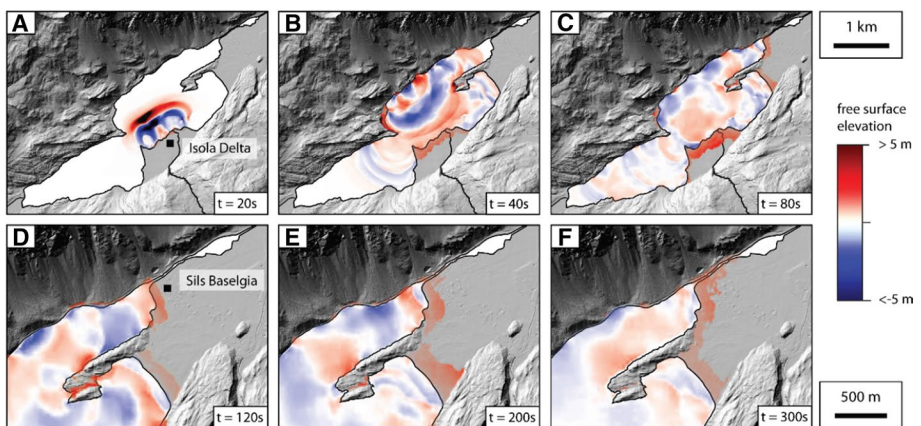 A
B
C
1 km
Isola Delta
t = 20s
t = 40s
t = 80s
free surface
elevation
> 5 m
<-5 m
D
E
F
Sils Baselgia
t = 120s
t = 200s
t = 300s
500 m